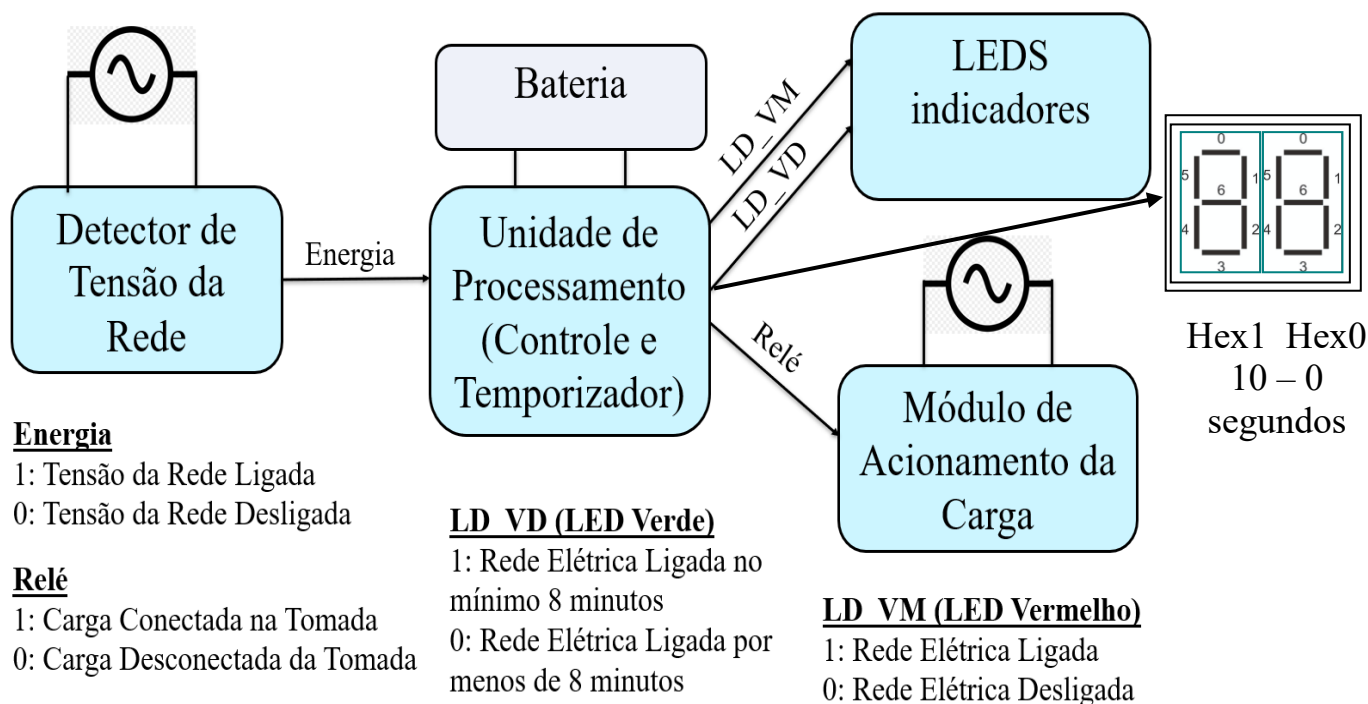 Detector de
Tensão da
Rede
Energia
Bateria
Unidade de
Processamento
(Controle e
Temporizador)
LD_VM
LD_VD
LEDS
indicadores
Relé
Módulo de
Acionamento da
Carga
0 0
5 1 5 1
6 6
4 2 4 2
3 3
Hex1 Hex0
10 – 0
segundos
Energia
1: Tensão da Rede Ligada
0: Tensão da Rede Desligada
Relé
1: Carga Conectada na Tomada
0: Carga Desconectada da Tomada
LD_VD (LED Verde)
1: Rede Elétrica Ligada no
mínimo 8 minutos
0: Rede Elétrica Ligada por
menos de 8 minutos
LD_VM (LED Vermelho)
1: Rede Elétrica Ligada
0: Rede Elétrica Desligada